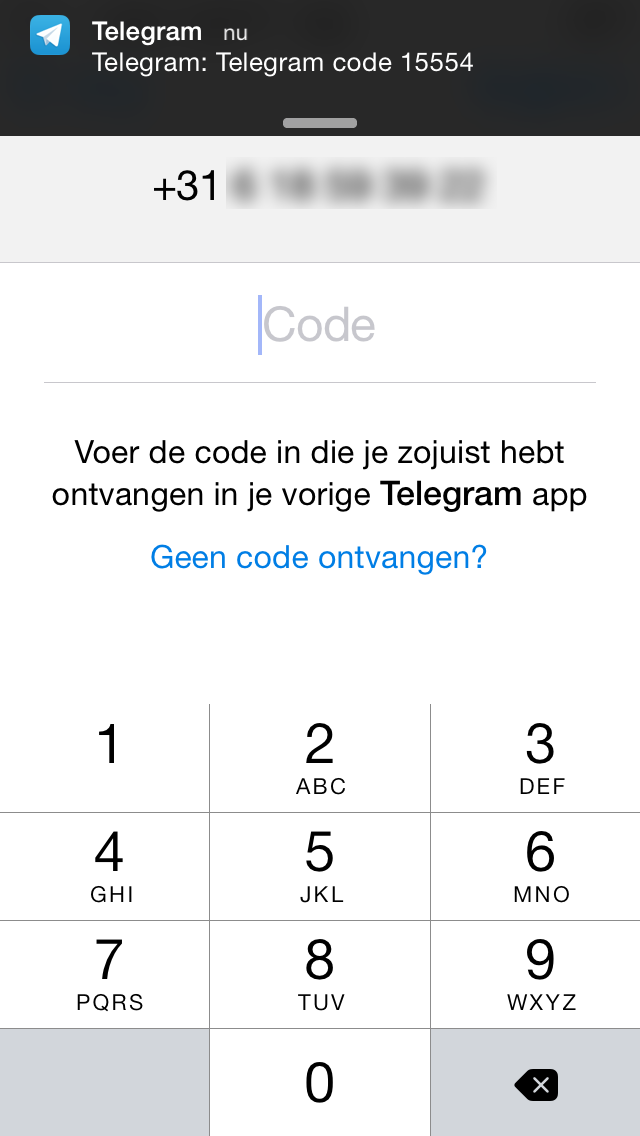 Telegram nu
Telegram: Telegram code 15554
+31
Code
Voer de code in die je zojuist hebt
ontvangen in je vorige Telegram app
Geen code ontvangen?
1 2 3
ABC DEF
4 5 6
GHI JKL MNO
7 8 9
PQRS TUV WXYZ
0